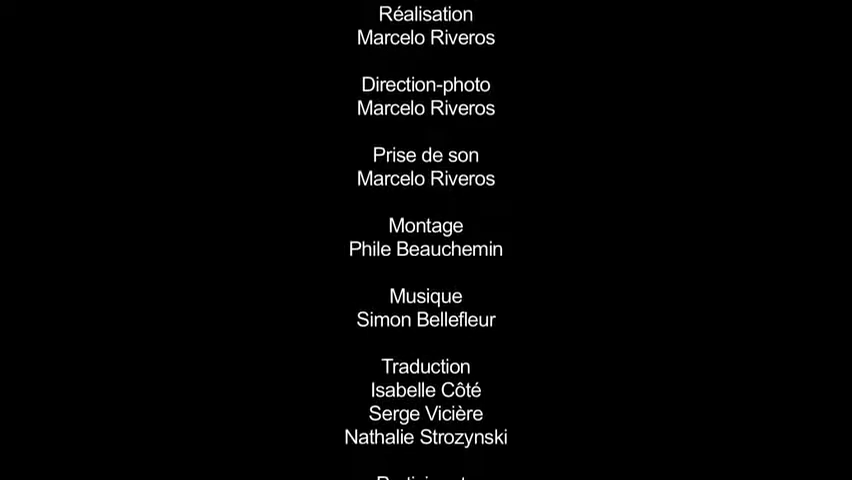 Réalisation
Marcelo Riveros
Direction-photo
Marcelo Riveros
Prise de son
Marcelo Riveros
Montage
Phile Beauchemin
Musique
Simon Bellefleur
Traduction
Isabelle Côté
Serge Vicière
Nathalie Strozynski